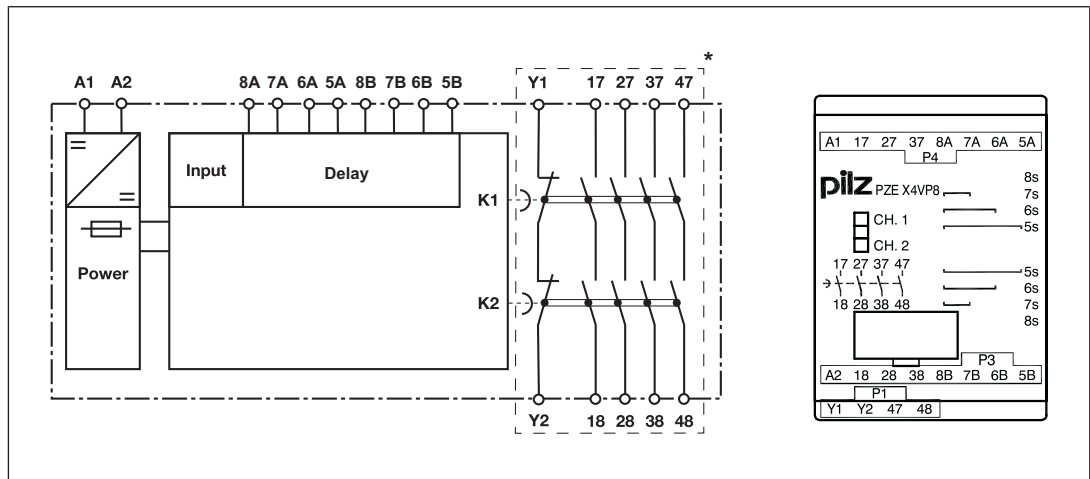 *
A1 A2 8A 7A 6A 5A 8B 7B 6B 5B Y1 17 27 37 47
=
=
Input Delay
K1
Power
K2
Y2 18 28 38 48
A1 17 27 37 8A 7A 6A 5A
P4
pilz PZE X4VP8
8s
7s
6s
5s
CH. 1
CH. 2
17 27 37 47
18 28 38 48
5s
6s
7s
8s
P3
A2 18 28 38 8B 7B 6B 5B
P1
Y1 Y2 47 48